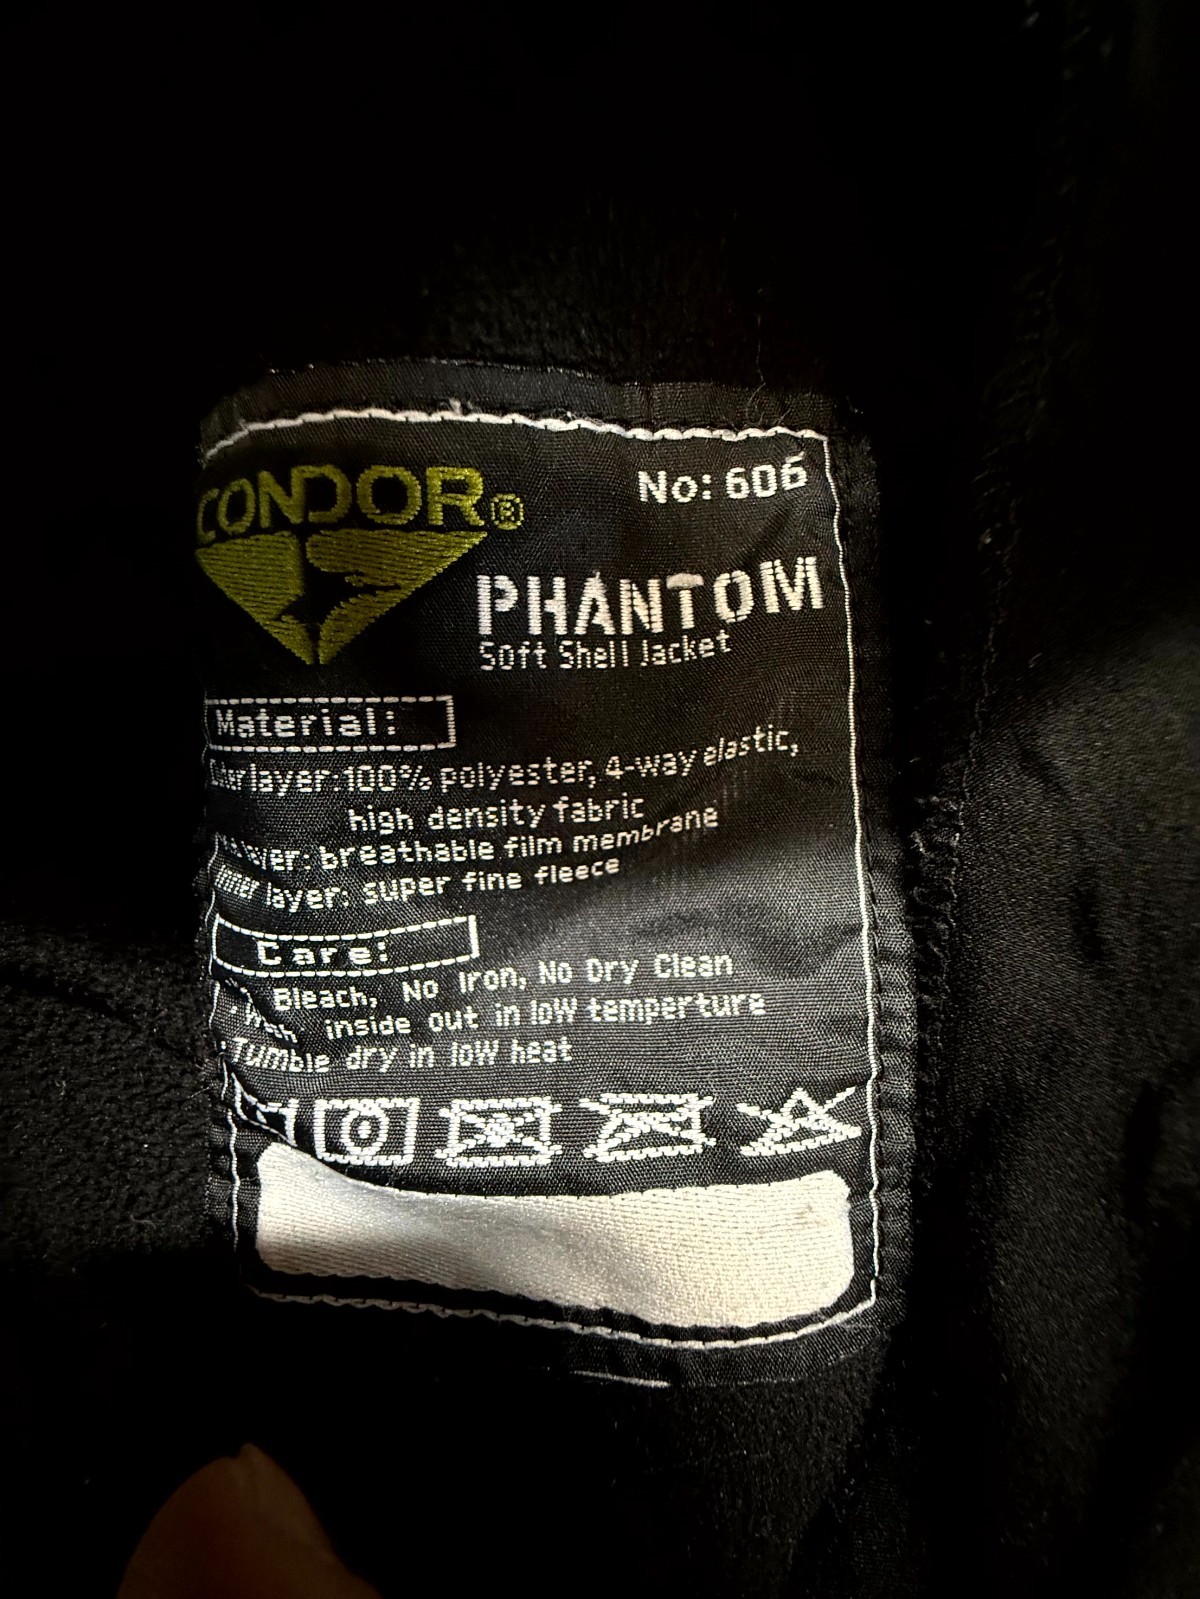 CONDOR®
No: 606
PHANTOM
Soft Shell Jacket
Material:
Outer layer:100% polyester, 4-way elastic,
high density fabric
layer: breathable film membrane
Inner layer: super fine fleece
Care:
Bleach, No Iron, No Dry Clean
inside out in low temperture
Tumble dry in low heat